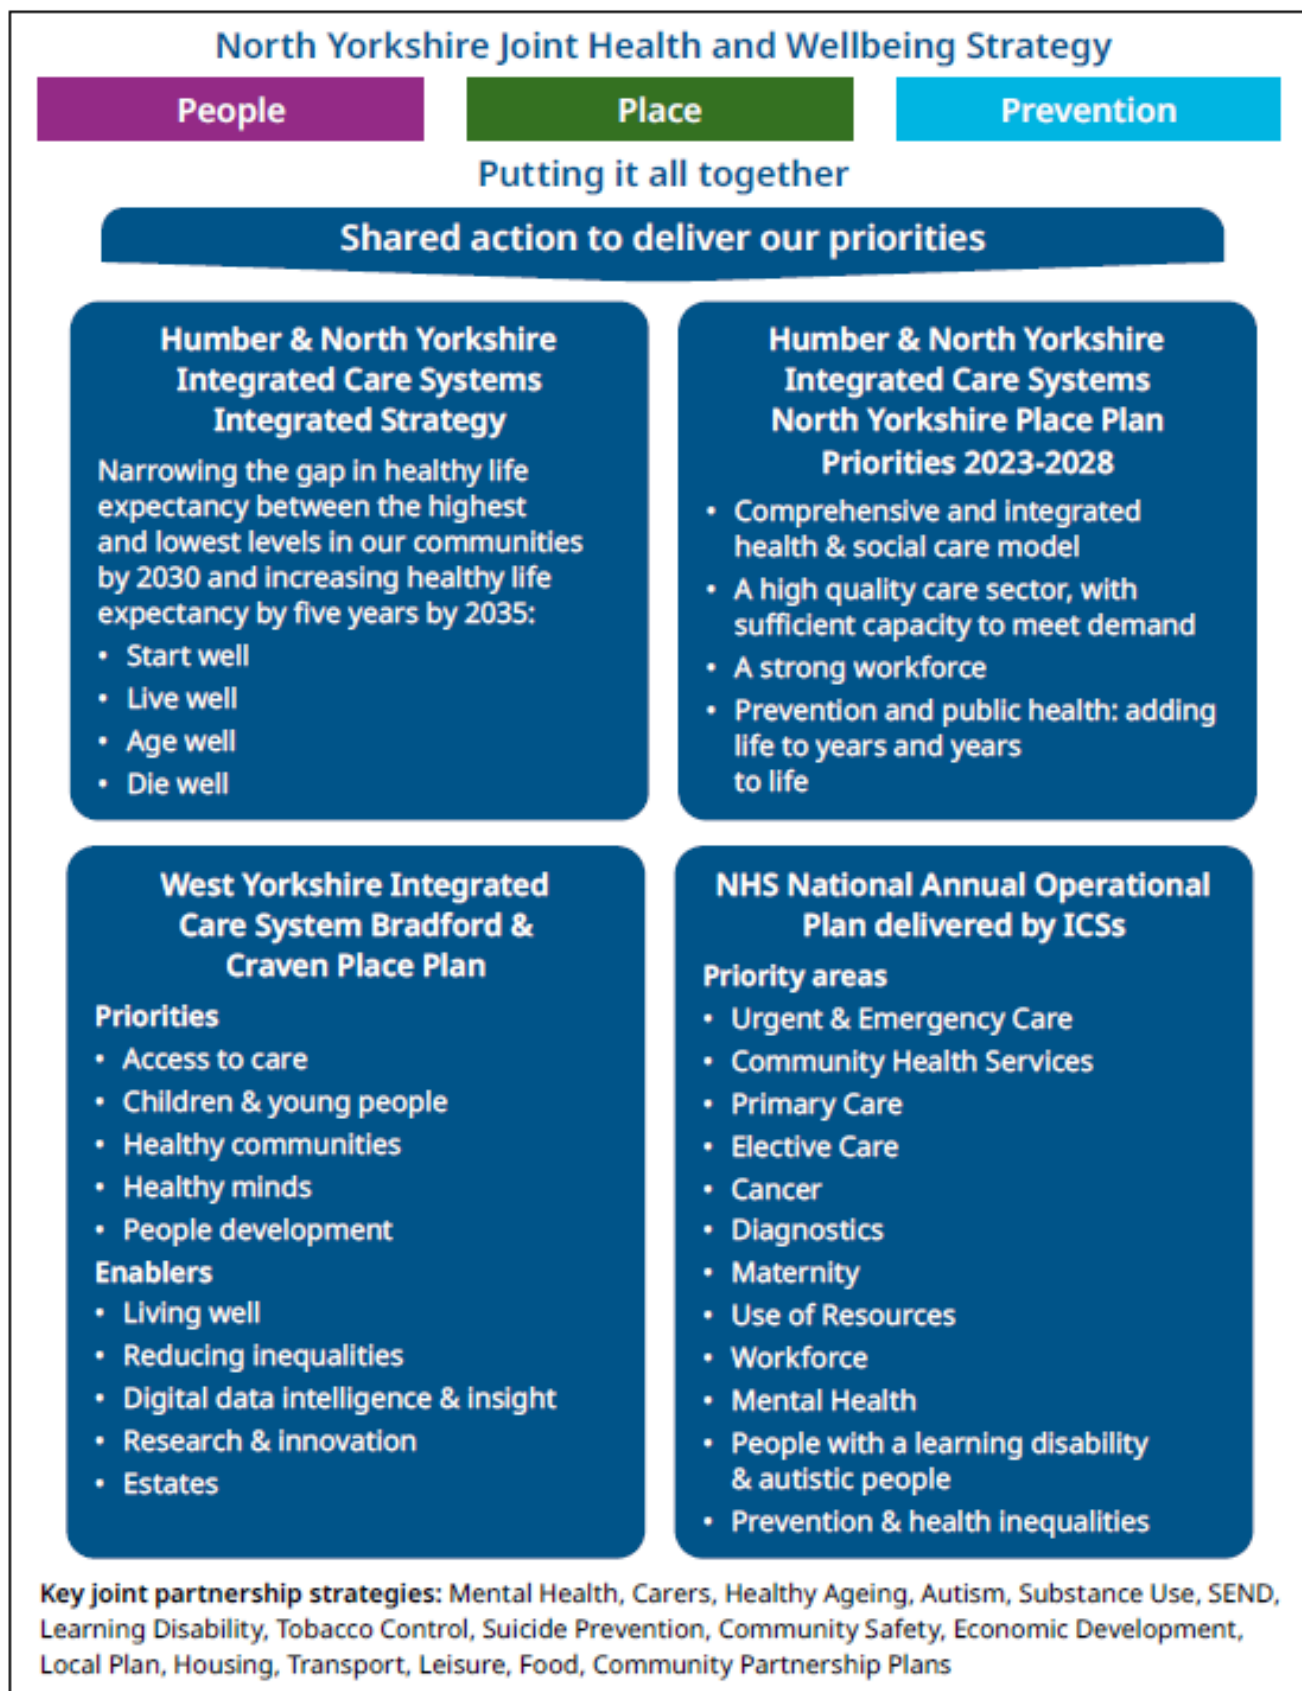 North Yorkshire Joint Health and Wellbeing Strategy
People
Place
Prevention
Putting it all together
Shared action to deliver our priorities
Humber & North Yorkshire
Integrated Care Systems
Integrated Strategy
Narrowing the gap in healthy life
expectancy between the highest
and lowest levels in our communities
by 2030 and increasing healthy life
expectancy by five years by 2035:
• Start well
• Live well
• Age well
• Die well
Humber & North Yorkshire
Integrated Care Systems
North Yorkshire Place Plan
Priorities 2023-2028
• Comprehensive and integrated
health & social care model
• A high quality care sector, with
sufficient capacity to meet demand
• A strong workforce
• Prevention and public health: adding
life to years and years
to life
West Yorkshire Integrated
Care System Bradford &
Craven Place Plan
Priorities
• Access to care
• Children & young people
• Healthy communities
• Healthy minds
• People development
Enablers
• Living well
• Reducing inequalities
• Digital data intelligence & insight
• Research & innovation
• Estates
NHS National Annual Operational
Plan delivered by ICSs
Priority areas
• Urgent & Emergency Care
• Community Health Services
• Primary Care
• Elective Care
• Cancer
• Diagnostics
• Maternity
• Use of Resources
• Workforce
• Mental Health
• People with a learning disability
& autistic people
• Prevention & health inequalities
Key joint partnership strategies: Mental Health, Carers, Healthy Ageing, Autism, Substance Use, SEND,
Learning Disability, Tobacco Control, Suicide Prevention, Community Safety, Economic Development,
Local Plan, Housing, Transport, Leisure, Food, Community Partnership Plans